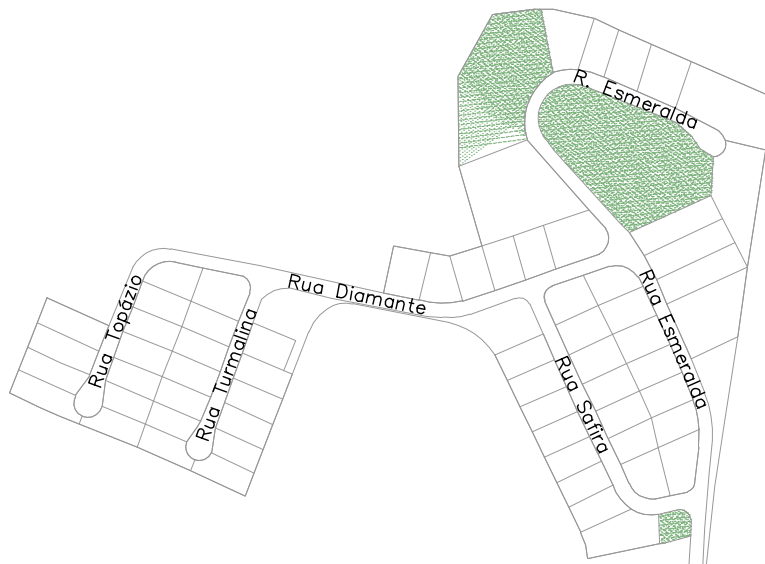 R. Esmeralda
Rua Diamante
Rua Topázio
Rua Turmalina
Rua Esmeralda
Rua Safira